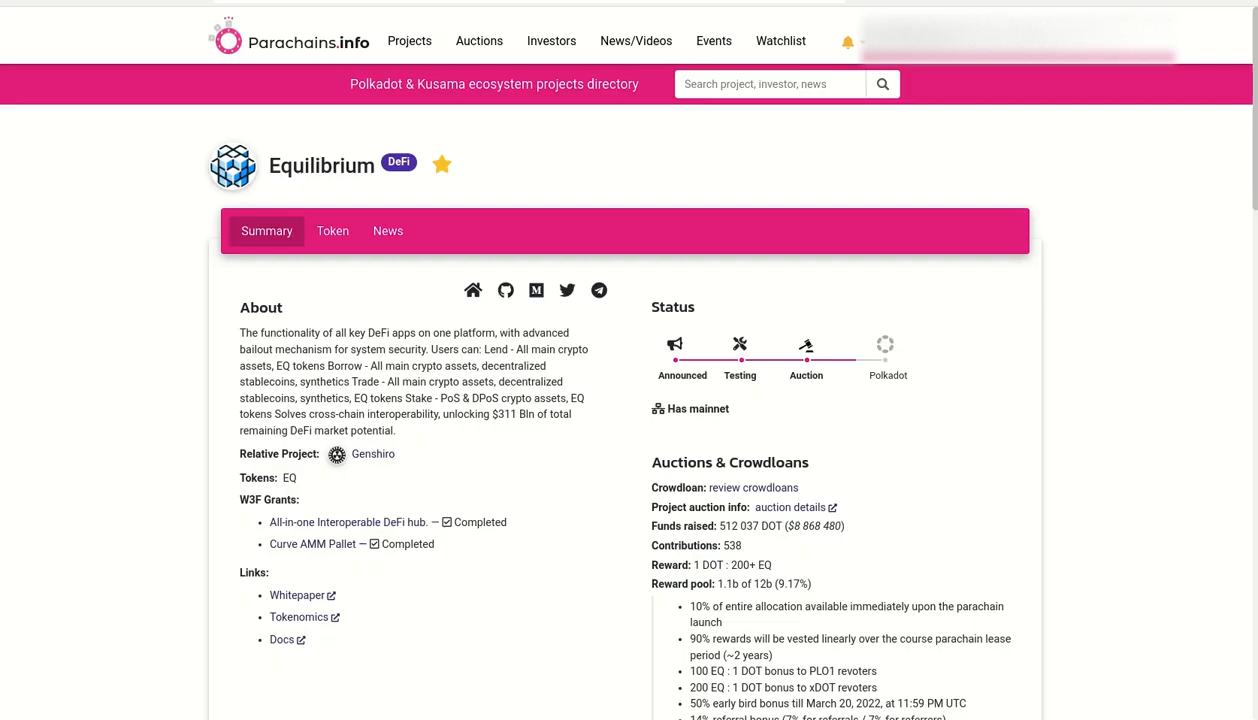 Parachains.info
Projects
Auctions
Investors
News/Videos
Events
Watchlist
Polkadot & Kusama ecosystem projects directory
Search project, investor, news
Equilibrium
DeFi
Summary
Token
News
About
The functionality of all key DeFi apps on one platform, with advanced
bailout mechanism for system security. Users can: Lend - All main crypto
assets, EQ tokens Borrow - All main crypto assets, decentralized
stablecoins, synthetics Trade - All main crypto assets, decentralized
stablecoins, synthetics, EQ tokens Stake - PoS & DPoS crypto assets, EQ
tokens Solves cross-chain interoperability, unlocking $311 Bln of total
remaining DeFi market potential.
Relative Project: Genshiro
Tokens: EQ
W3F Grants:
• All-in-one Interoperable DeFi hub. — ☑ Completed
• Curve AMM Pallet — ☑ Completed
Links:
• Whitepaper
• Tokenomics
• Docs
Status
Announced
Testing
Auction
Polkadot
Has mainnet
Auctions & Crowdloans
Crowdloan: review crowdloans
Project auction info: auction details
Funds raised: 512 037 DOT ($8 868 480)
Contributions: 538
Reward: 1 DOT : 200+ EQ
Reward pool: 1.1b of 12b (9.17%)
• 10% of entire allocation available immediately upon the parachain
launch
• 90% rewards will be vested linearly over the course parachain lease
period (~2 years)
• 100 EQ : 1 DOT bonus to PLO1 revoters
• 200 EQ : 1 DOT bonus to xDOT revoters
• 50% early bird bonus till March 20, 2022, at 11:59 PM UTC
• 14% referral bonus (7% for referrals / 7% for referrers)